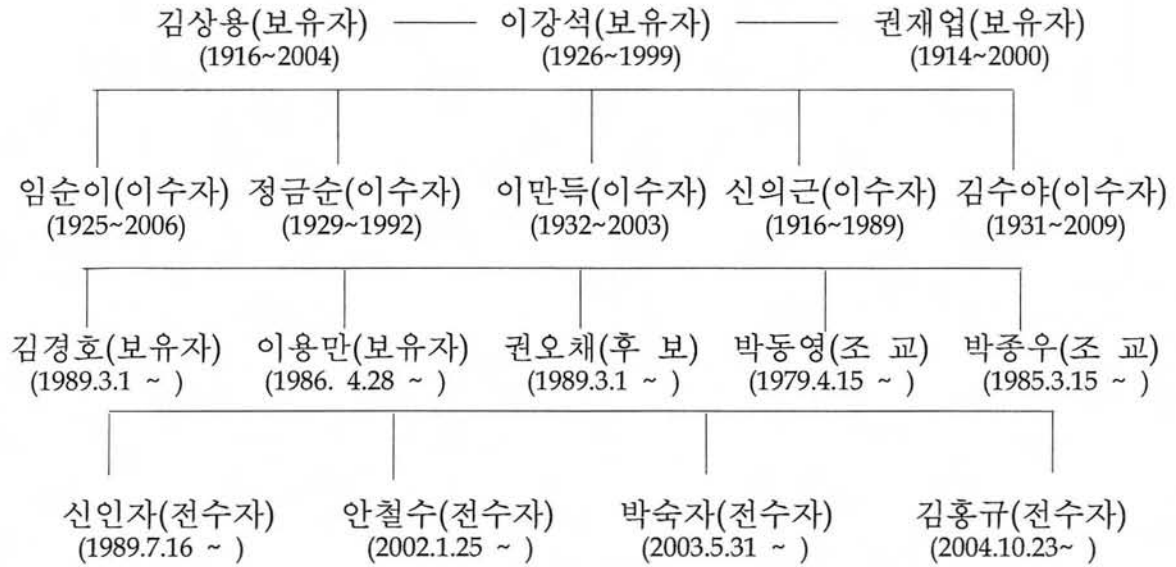 김상용(보유자) 이강석(보유자) 권재업(보유자)
(1916~2004) (1926~1999) (1914~2000)
임순이(이수자) 정금순(이수자) 이만득(이수자) 신의근(이수자) 김수야(이수자)
(1925~2006) (1929~1992) (1932~2003) (1916~1989) (1931~2009)
김경호(보유자) 이용만(보유자) 권오채(후 보) 박동영(조 교) 박종우(조 교)
(1989.3.1 ~ ) (1986. 4.28 ~ ) (1989.3.1 ~ ) (1979.4.15 ~ ) (1985.3.15 ~ )
신인자(전수자) 안철수(전수자) 박숙자(전수자) 김홍규(전수자)
(1989.7.16 ~ ) (2002.1.25 ~ ) (2003.5.31 ~ ) (2004.10.23~ )